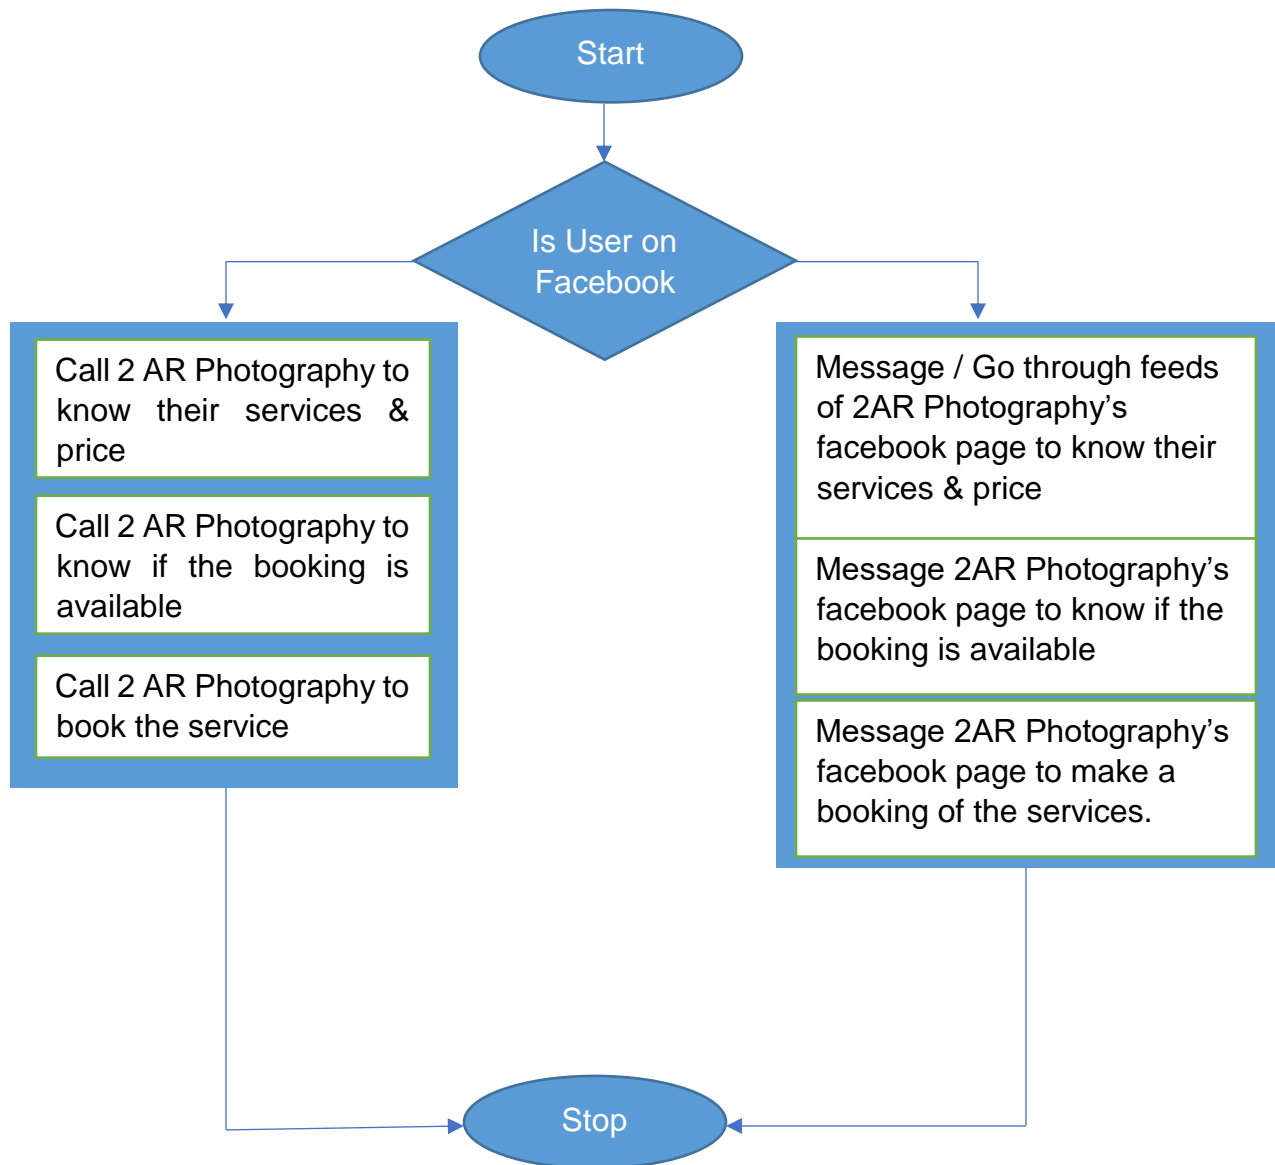 Start
Is User on
Facebook
Call 2 AR Photography to
know their services &
price
Call 2 AR Photography to
know if the booking is
available
Call 2 AR Photography to
book the service
Message / Go through feeds
of 2AR Photography’s
facebook page to know their
services & price
Message 2AR Photography’s
facebook page to know if the
booking is available
Message 2AR Photography’s
facebook page to make a
booking of the services.
Stop